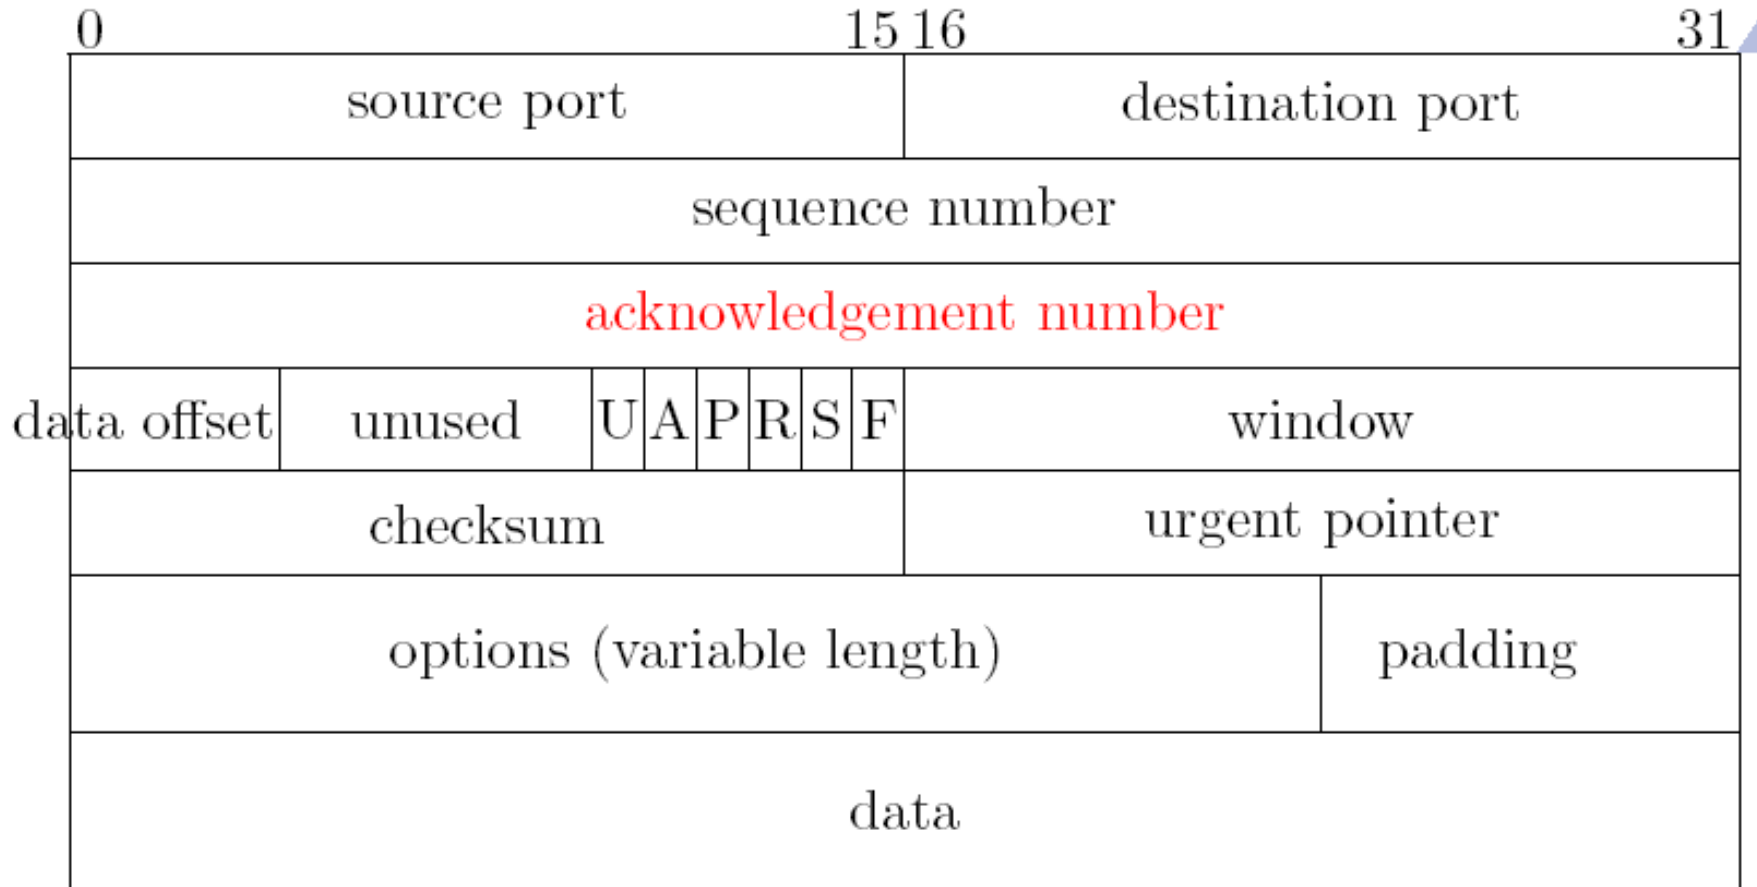 0 15 16 31
source port destination port
sequence number
acknowledgement number
data offset unused U A P R S F window
checksum urgent pointer
options (variable length) padding
data